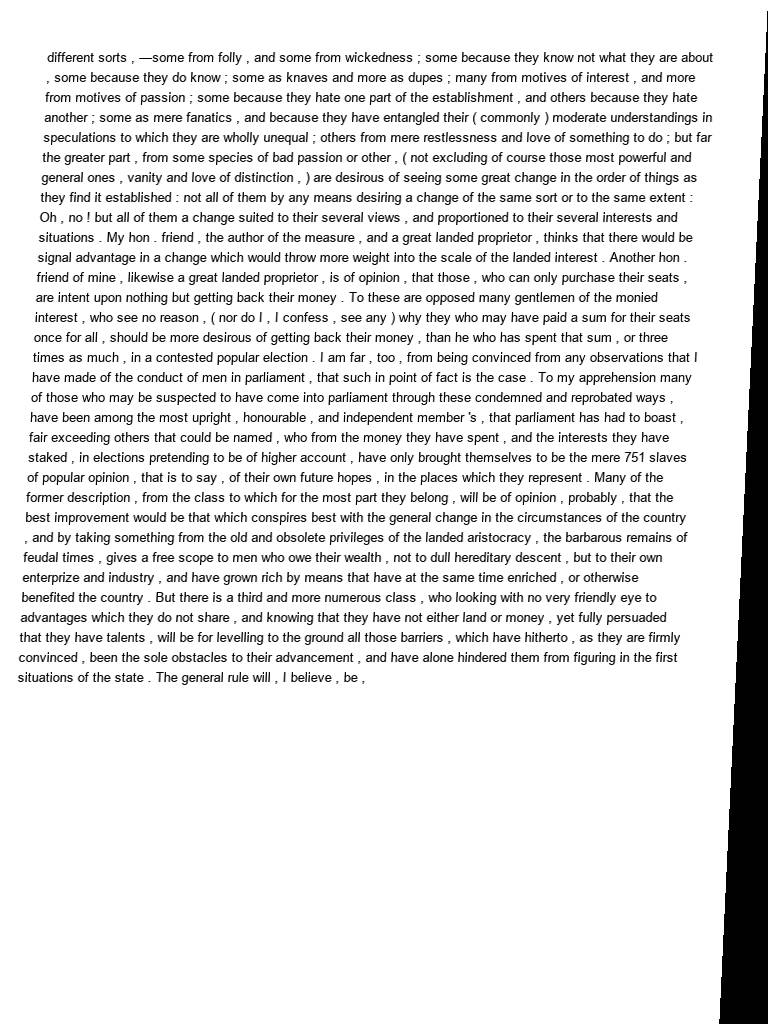 different sorts , —some from folly , and some from wickedness ; some because they know not what they are about
, some because they do know ; some as knaves and more as dupes ; many from motives of interest , and more
from motives of passion ; some because they hate one part of the establishment , and others because they hate
another ; some as mere fanatics , and because they have entangled their ( commonly ) moderate understandings in
speculations to which they are wholly unequal ; others from mere restlessness and love of something to do ; but far
the greater part , from some species of bad passion or other , ( not excluding of course those most powerful and
general ones , vanity and love of distinction , ) are desirous of seeing some great change in the order of things as
they find it established : not all of them by any means desiring a change of the same sort or to the same extent :
Oh , no ! but all of them a change suited to their several views , and proportioned to their several interests and
situations . My hon . friend , the author of the measure , and a great landed proprietor , thinks that there would be
signal advantage in a change which would throw more weight into the scale of the landed interest . Another hon .
friend of mine , likewise a great landed proprietor , is of opinion , that those , who can only purchase their seats ,
are intent upon nothing but getting back their money . To these are opposed many gentlemen of the monied
interest , who see no reason , ( nor do I , I confess , see any ) why they who may have paid a sum for their seats
once for all , should be more desirous of getting back their money , than he who has spent that sum , or three
times as much , in a contested popular election . I am far , too , from being convinced from any observations that I
have made of the conduct of men in parliament , that such in point of fact is the case . To my apprehension many
of those who may be suspected to have come into parliament through these condemned and reprobated ways ,
have been among the most upright , honourable , and independent member 's , that parliament has had to boast ,
fair exceeding others that could be named , who from the money they have spent , and the interests they have
staked , in elections pretending to be of higher account , have only brought themselves to be the mere 751 slaves
of popular opinion , that is to say , of their own future hopes , in the places which they represent . Many of the
former description , from the class to which for the most part they belong , will be of opinion , probably , that the
best improvement would be that which conspires best with the general change in the circumstances of the country
, and by taking something from the old and obsolete privileges of the landed aristocracy , the barbarous remains of
feudal times , gives a free scope to men who owe their wealth , not to dull hereditary descent , but to their own
enterprize and industry , and have grown rich by means that have at the same time enriched , or otherwise
benefited the country . But there is a third and more numerous class , who looking with no very friendly eye to
advantages which they do not share , and knowing that they have not either land or money , yet fully persuaded
that they have talents , will be for levelling to the ground all those barriers , which have hitherto , as they are firmly
convinced , been the sole obstacles to their advancement , and have alone hindered them from figuring in the first
situations of the state . The general rule will , I believe , be ,